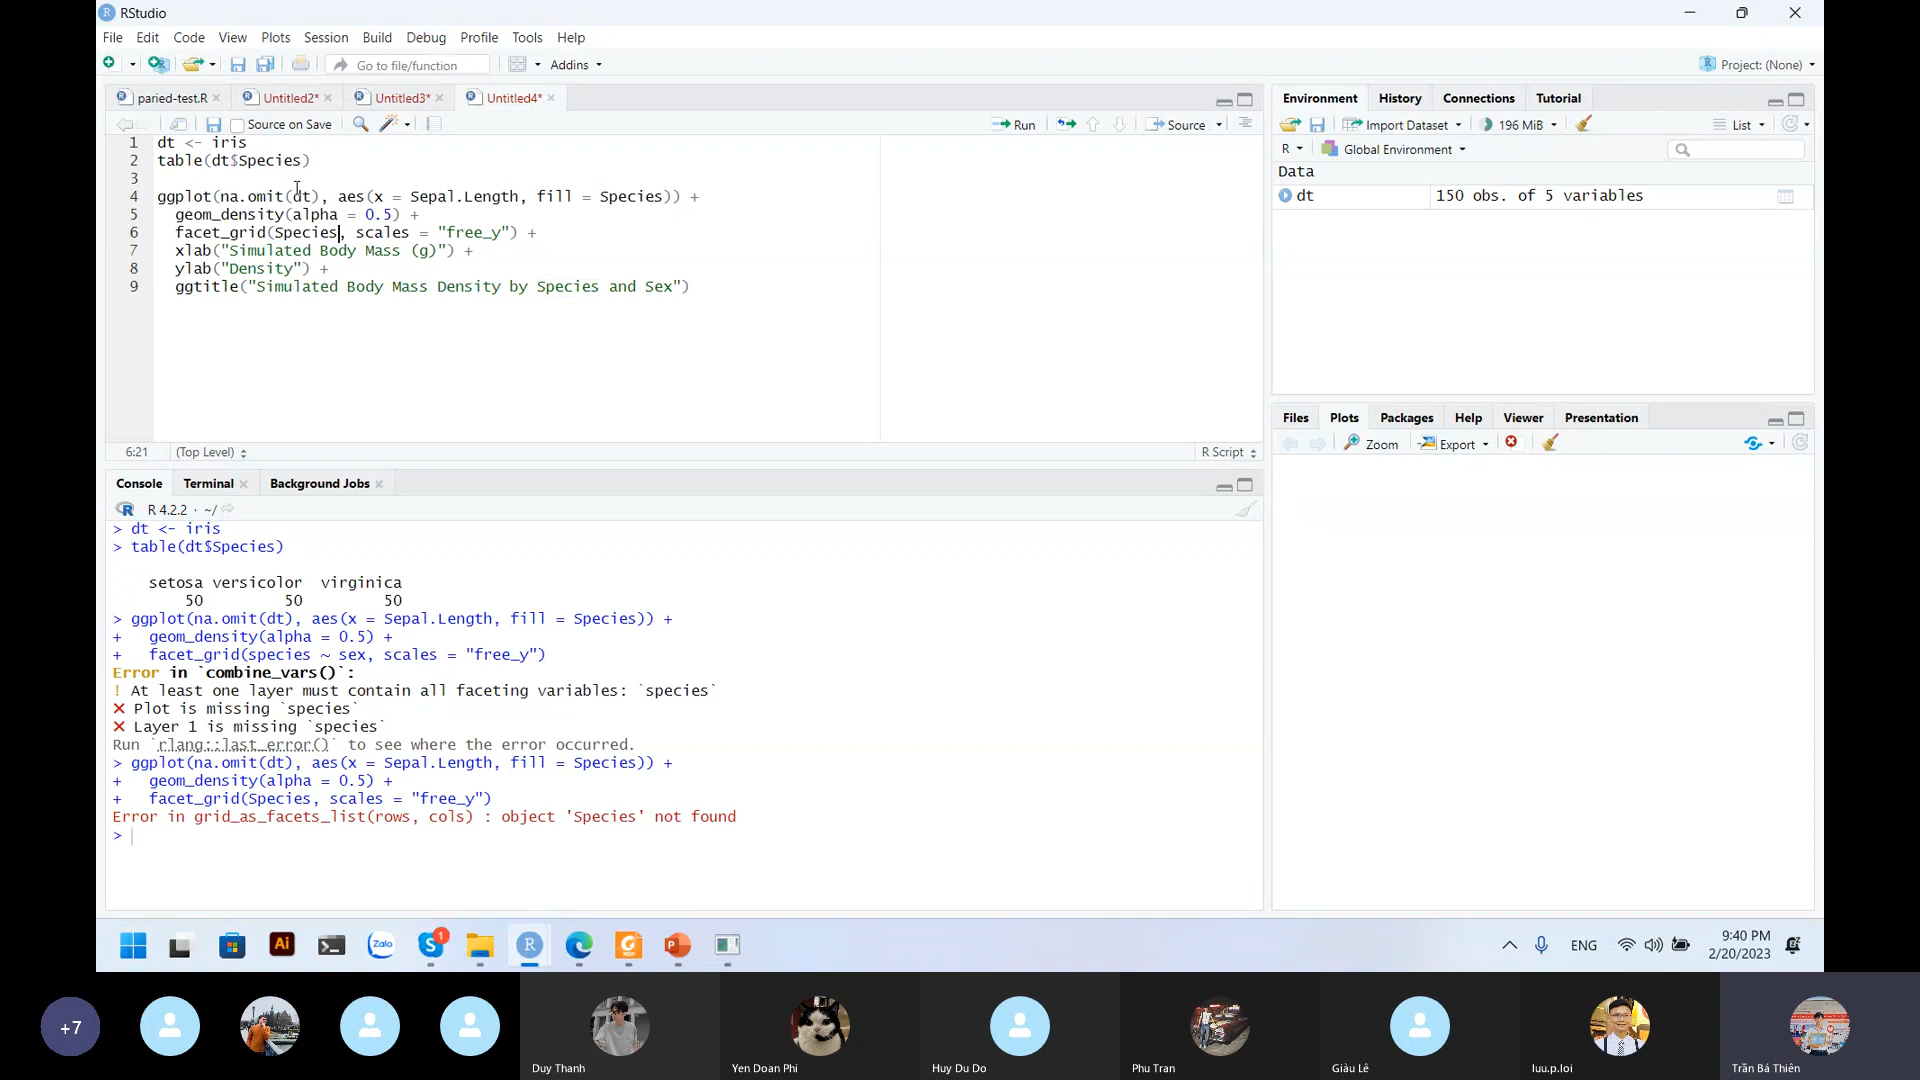 RStudio
File Edit Code View Plots Session Build Debug Profile Tools Help
Go to file/function Addins Project: (None)
paried-test.R Untitled2* Untitled3* Untitled4*
Source on Save Run Source
1 dt <- iris
2 table(dt$Species)
3
4 ggplot(na.omit(dt), aes(x = Sepal.Length, fill = Species)) +
5 geom_density(alpha = 0.5) +
6 facet_grid(Species, scales = "free_y") +
7 xlab("Simulated Body Mass (g)") +
8 ylab("Density") +
9 ggtitle("Simulated Body Mass Density by Species and Sex")
6:21 (Top Level) R Script
Console Terminal Background Jobs
R 4.2.2 · ~/
> dt <- iris
> table(dt$Species)
setosa versicolor virginica
50 50 50
> ggplot(na.omit(dt), aes(x = Sepal.Length, fill = Species)) +
+ geom_density(alpha = 0.5) +
+ facet_grid(species ~ sex, scales = "free_y")
Error in `combine_vars()`:
! At least one layer must contain all faceting variables: `species`
✕ Plot is missing `species`
✕ Layer 1 is missing `species`
Run `rlang::last_error()` to see where the error occurred.
> ggplot(na.omit(dt), aes(x = Sepal.Length, fill = Species)) +
+ geom_density(alpha = 0.5) +
+ facet_grid(Species, scales = "free_y")
Error in grid_as_facets_list(rows, cols) : object 'Species' not found
>
Environment History Connections Tutorial
Import Dataset 196 MiB List
R Global Environment
Data
dt 150 obs. of 5 variables
Files Plots Packages Help Viewer Presentation
Zoom Export
Ai Zalo S 1 R PDF P
ENG
9:40 PM
2/20/2023
+7
Duy Thanh
Yen Doan Phi
Huy Du Do
Phu Tran
Giàu Lê
luu.p.loi
Trần Bá Thiên